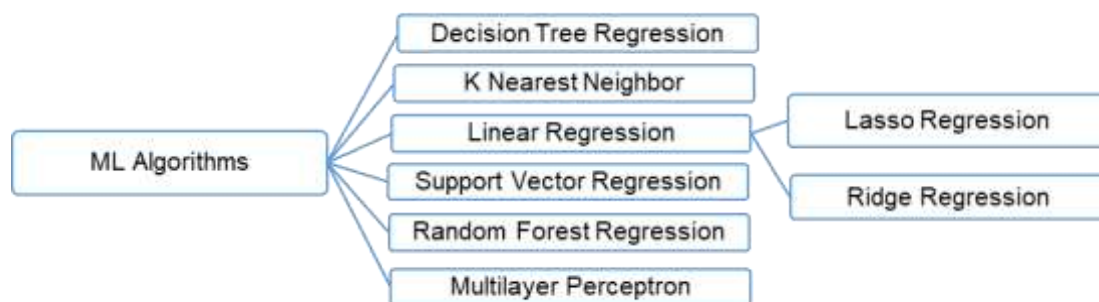 ML Algorithms
Decision Tree Regression
K Nearest Neighbor
Linear Regression
Support Vector Regression
Random Forest Regression
Multilayer Perceptron
Lasso Regression
Ridge Regression